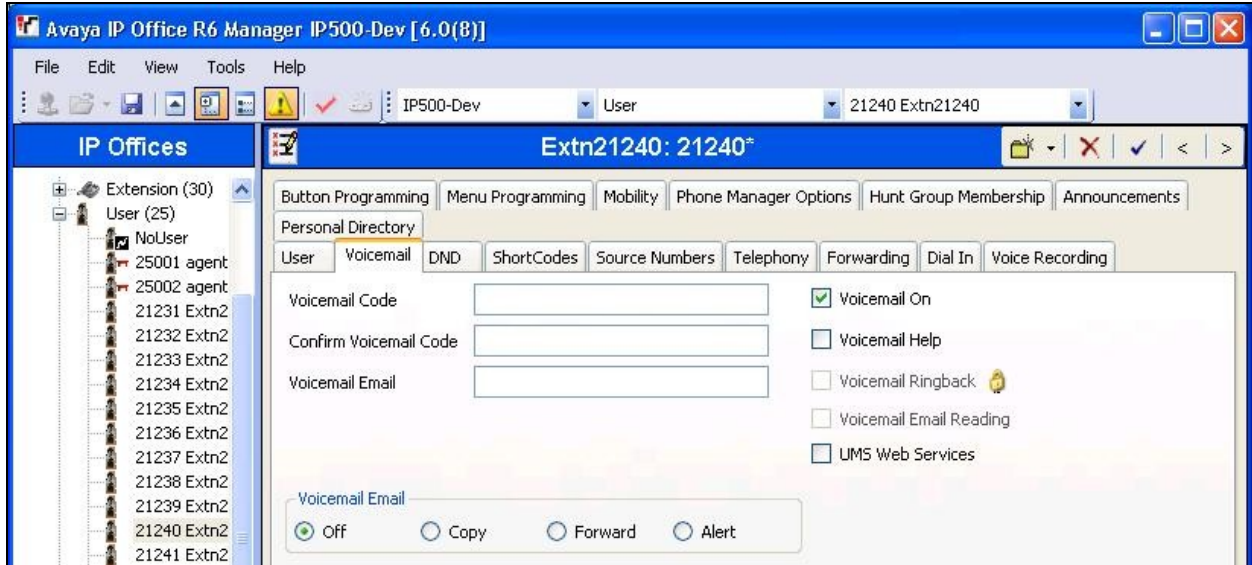 Avaya IP Office R6 Manager IP500-Dev [6.0(8)]
File Edit View Tools Help
IP500-Dev User 21240 Extn21240
IP Offices
Extension (30)
User (25)
NoUser
25001 agent
25002 agent
21231 Extn2
21232 Extn2
21233 Extn2
21234 Extn2
21235 Extn2
21236 Extn2
21237 Extn2
21238 Extn2
21239 Extn2
21240 Extn2
21241 Extn2
Extn21240: 21240*
Button Programming Menu Programming Mobility Phone Manager Options Hunt Group Membership Announcements
Personal Directory
User Voicemail DND ShortCodes Source Numbers Telephony Forwarding Dial In Voice Recording
Voicemail Code
Confirm Voicemail Code
Voicemail Email
Voicemail On
Voicemail Help
Voicemail Ringback
Voicemail Email Reading
UMS Web Services
Voicemail Email
Off Copy Forward Alert